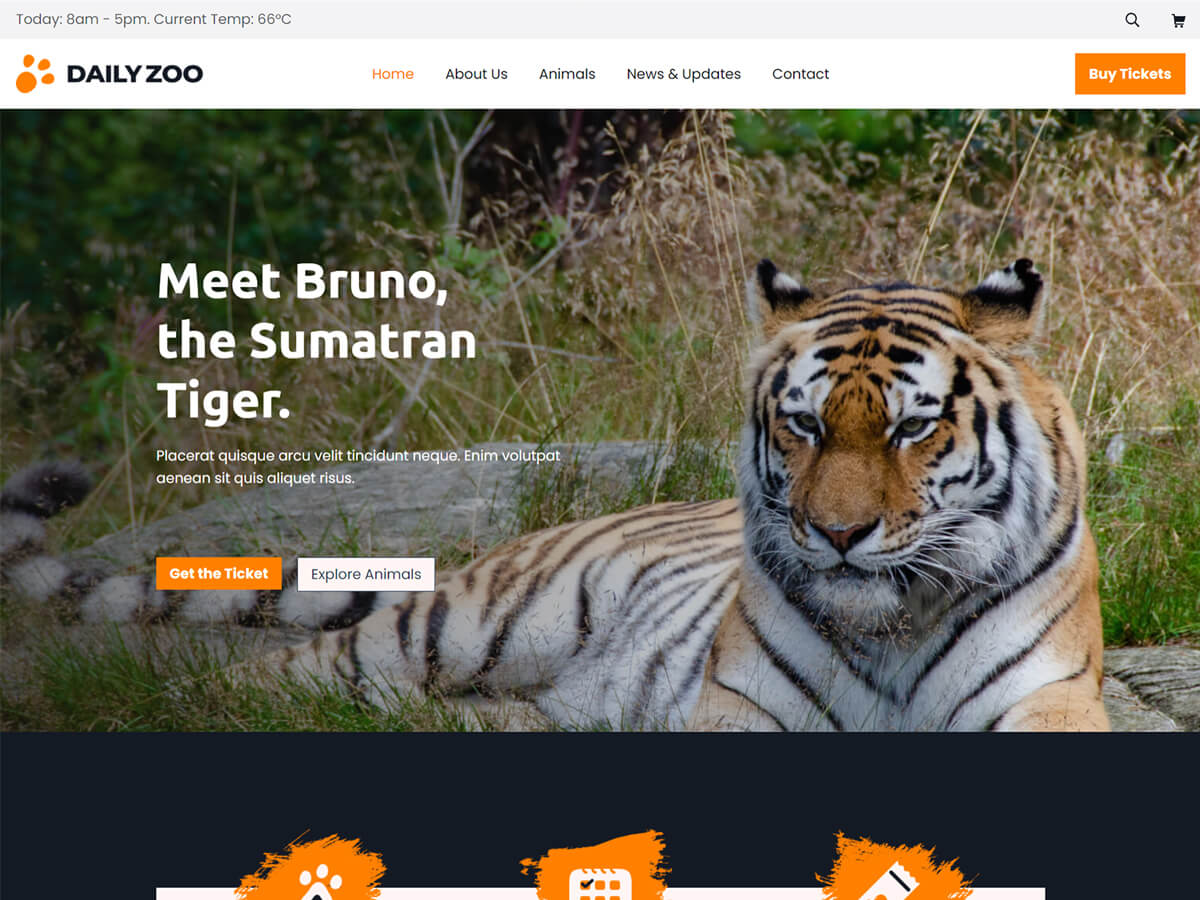 Today: 8am - 5pm. Current Temp: 66ºC
DAILY ZOO
Home
About Us
Animals
News & Updates
Contact
Buy Tickets
Meet Bruno,
the Sumatran
Tiger.
Placerat quisque arcu velit tincidunt neque. Enim volutpat
aenean sit quis aliquet risus.
Get the Ticket
Explore Animals